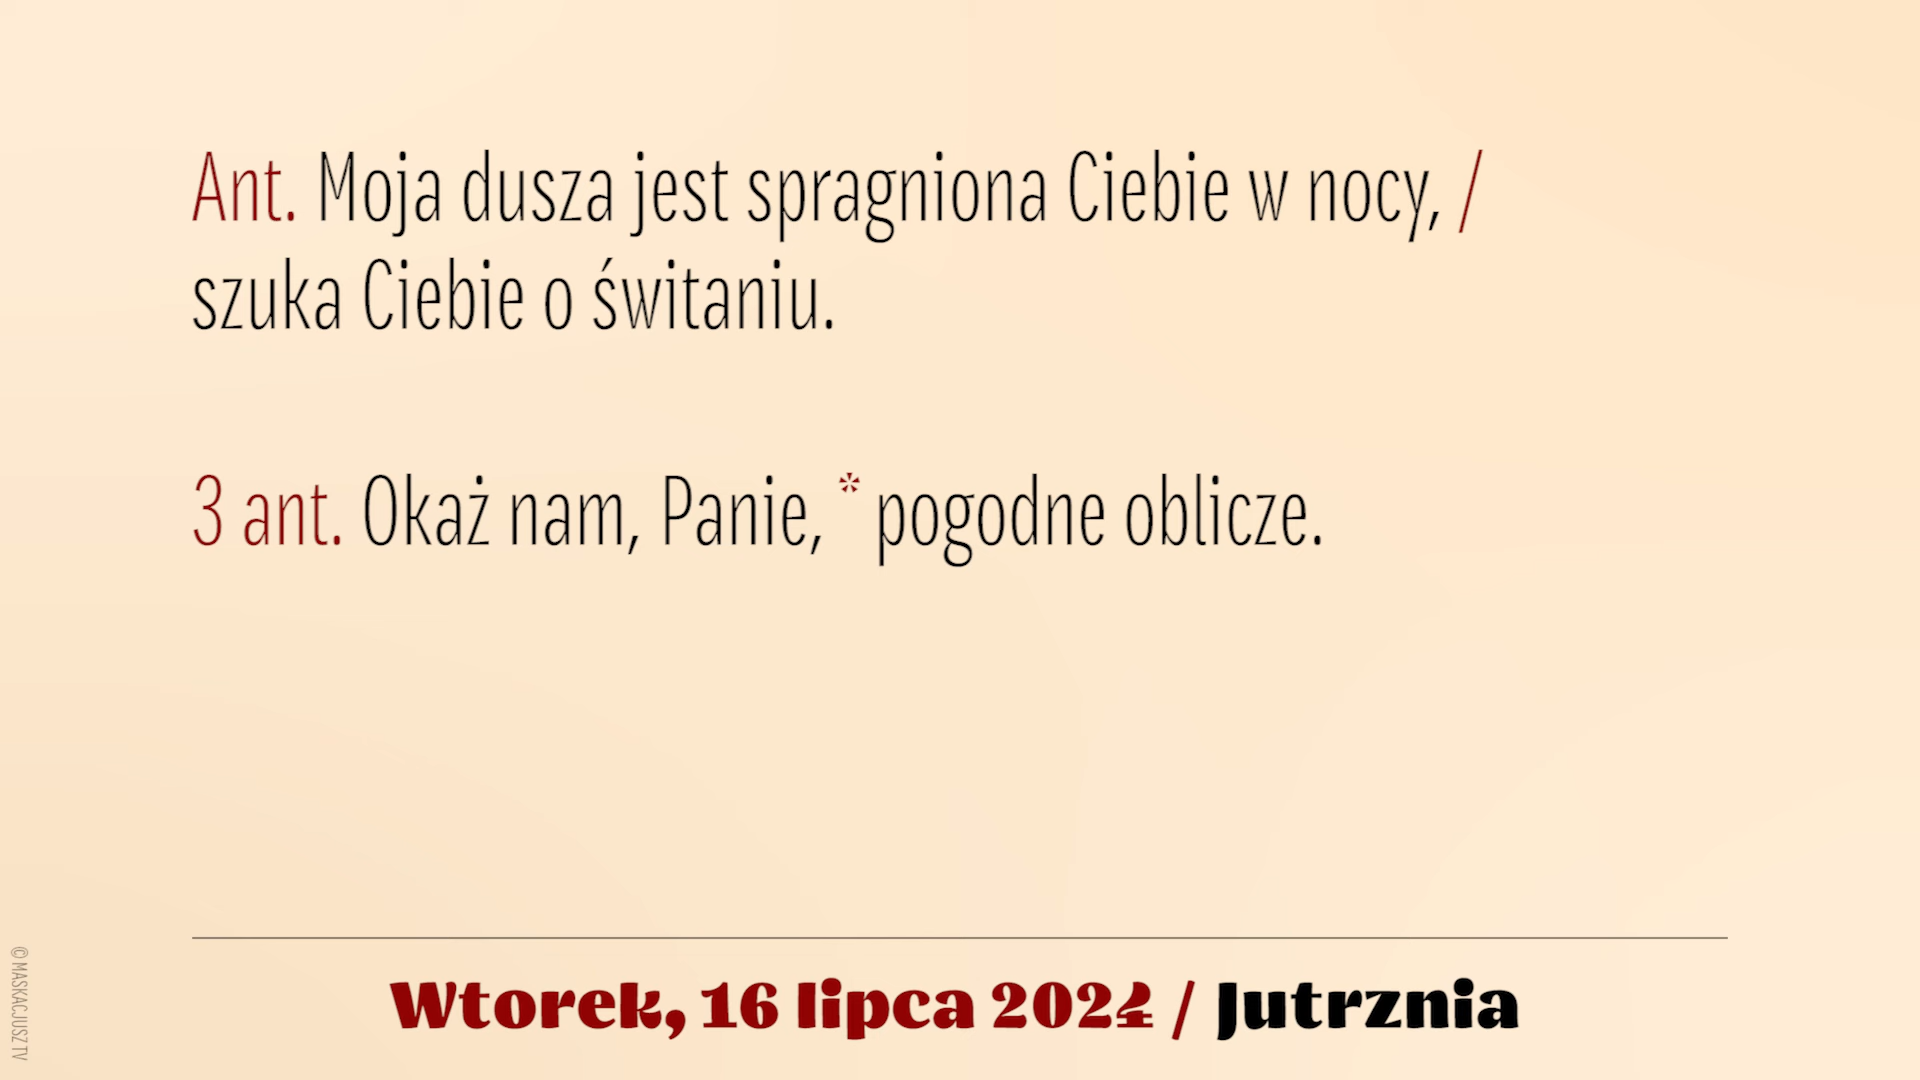 Ant. Moja dusza jest spragniona Ciebie w nocy, /
szuka Ciebie o świtaniu.
3 ant. Okaż nam, Panie, * pogodne oblicze.
Wtorek, 16 lipca 2024 / Jutrznia
© MASKACJUSZ TV